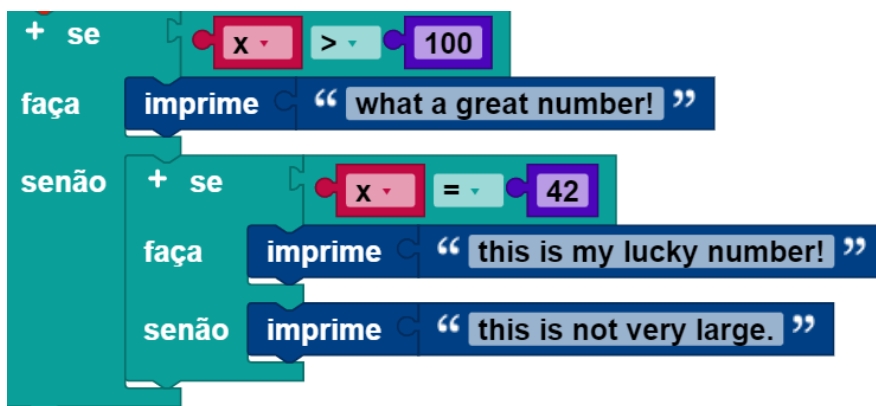 + se x > 100
faça imprime “ what a great number! ”
senão + se x = 42
faça imprime “ this is my lucky number! ”
senão imprime “ this is not very large. ”